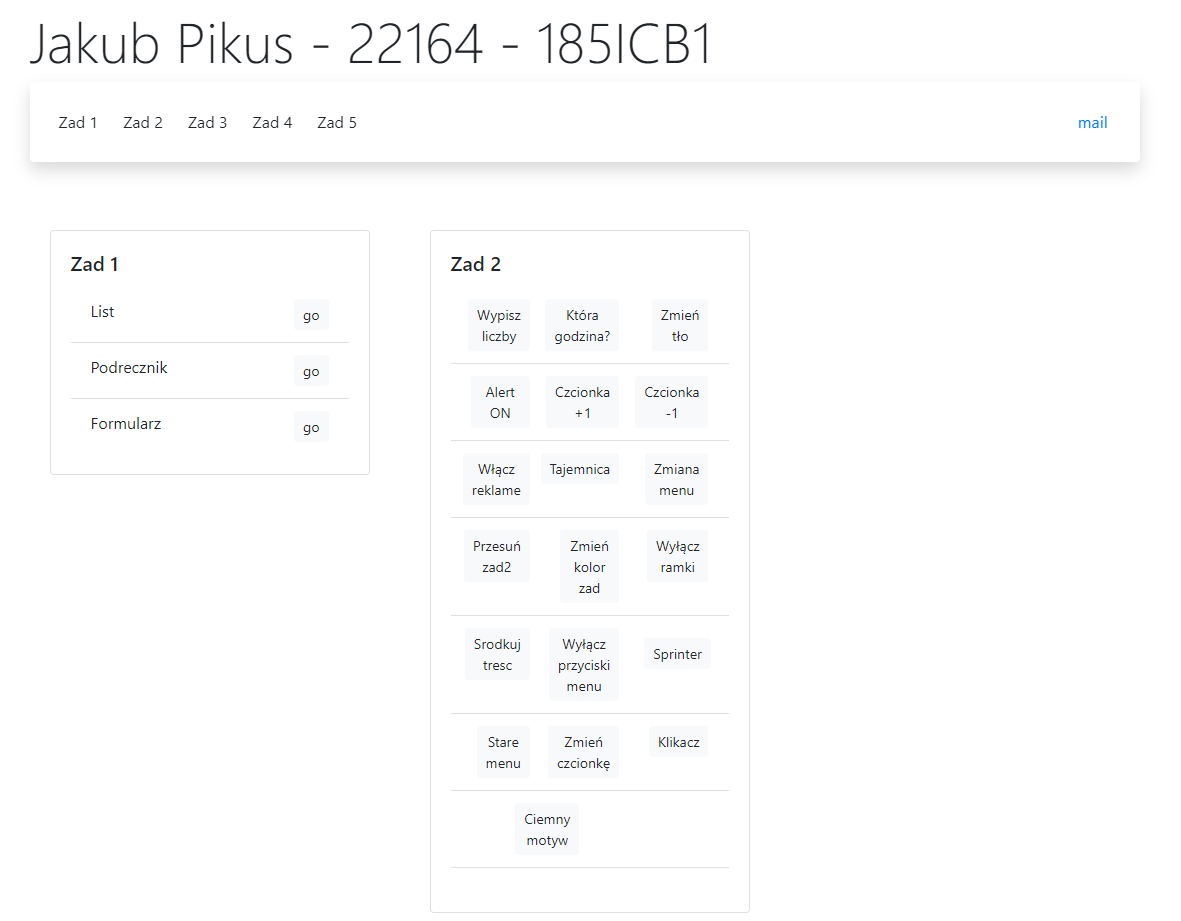 Jakub Pikus - 22164 - 185ICB1
Zad 1 Zad 2 Zad 3 Zad 4 Zad 5 mail
Zad 1
List go
Podrecznik go
Formularz go
Zad 2
Wypisz liczby
Która godzina?
Zmień tło
Alert ON
Czcionka +1
Czcionka -1
Włącz reklame
Tajemnica
Zmiana menu
Przesuń zad2
Zmień kolor zad
Wyłącz ramki
Srodkuj tresc
Wyłącz przyciski menu
Sprinter
Stare menu
Zmień czcionkę
Klikacz
Ciemny motyw